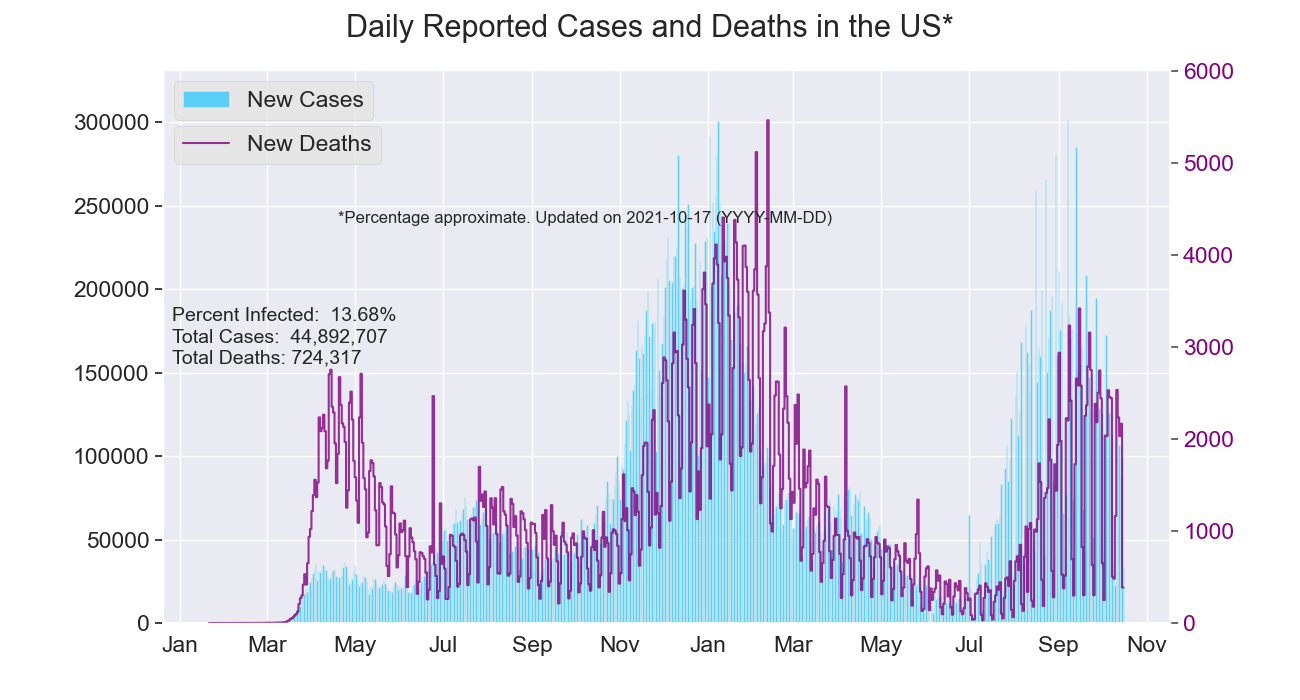 Daily Reported Cases and Deaths in the US*
New Cases
New Deaths
*Percentage approximate. Updated on 2021-10-17 (YYYY-MM-DD)
Percent Infected: 13.68%
Total Cases: 44,892,707
Total Deaths: 724,317
300000
250000
200000
150000
100000
50000
0
6000
5000
4000
3000
2000
1000
0
Jan Mar May Jul Sep Nov Jan Mar May Jul Sep Nov